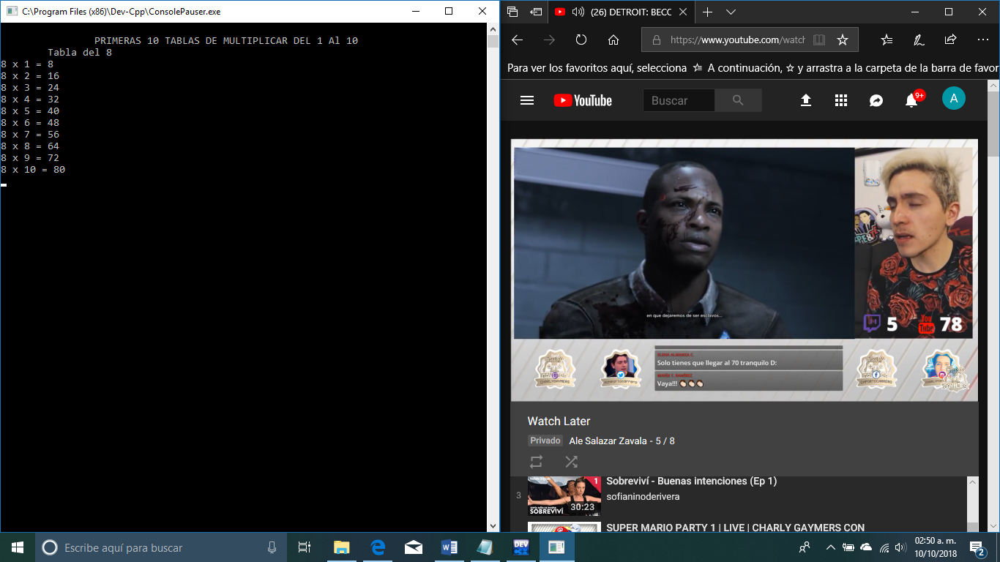 C:\Program Files (x86)\Dev-Cpp\ConsolePauser.exe
PRIMERAS 10 TABLAS DE MULTIPLICAR DEL 1 Al 10
Tabla del 8
8 x 1 = 8
8 x 2 = 16
8 x 3 = 24
8 x 4 = 32
8 x 5 = 40
8 x 6 = 48
8 x 7 = 56
8 x 8 = 64
8 x 9 = 72
8 x 10 = 80
(26) DETROIT: BECC
https://www.youtube.com/watch
Para ver los favoritos aquí, selecciona A continuación, y arrastra a la carpeta de la barra de favor
YouTube
Buscar
9+
A
en que dejaremos de ser esclavos...
5
You Tube 78
CHARLYGAYMERS
Solo tienes que llegar al 70 tranquilo D:
Vaya!!!
Watch Later
Privado Ale Salazar Zavala - 5 / 8
3
1
SOBREVIVÍ
30:23
Sobreviví - Buenas intenciones (Ep 1)
sofianinoderivera
SUPER MARIO PARTY 1 | LIVE | CHARLY GAYMERS CON
Escribe aquí para buscar
DEV
02:50 a. m.
10/10/2018
2